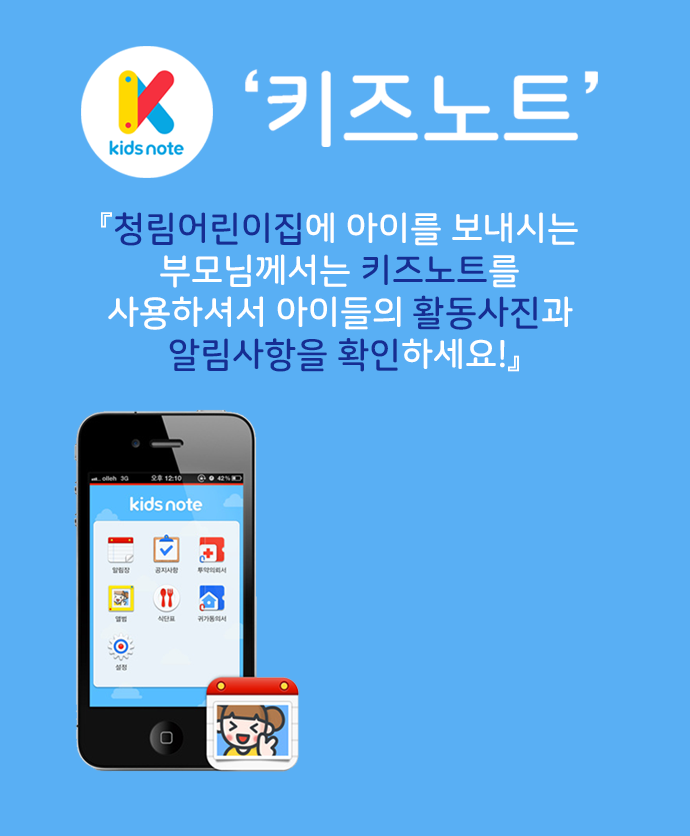 kids note
‘키즈노트’
『청림어린이집에 아이를 보내시는
부모님께서는 키즈노트를
사용하셔서 아이들의 활동사진과
알림사항을 확인하세요!』
olleh 3G 오후 12:10 42%
kids note
알림장 공지사항 투약의뢰서
앨범 식단표 귀가동의서
설정